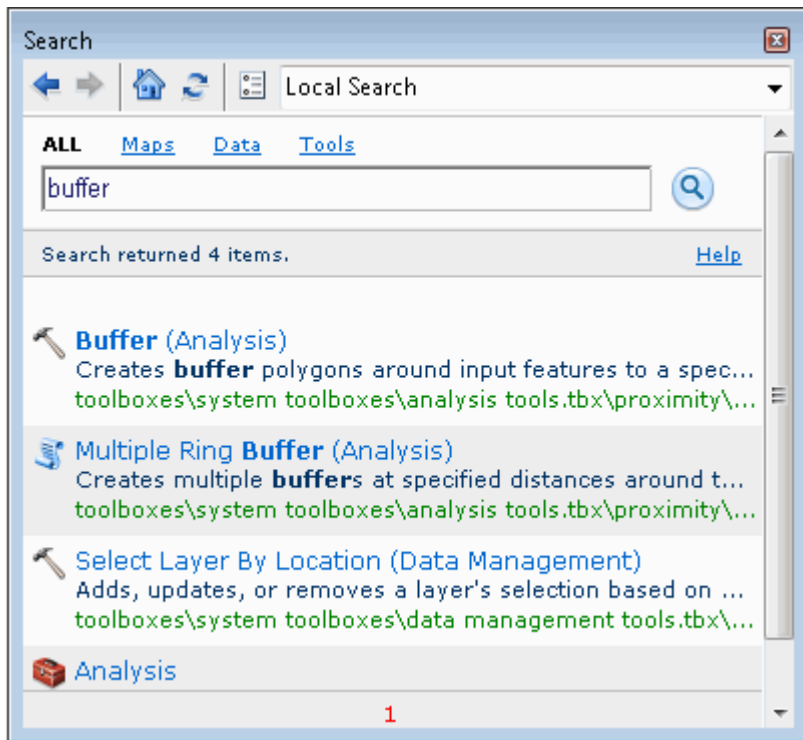 Search
Local Search
ALL Maps Data Tools
buffer
Search returned 4 items. Help
Buffer (Analysis)
Creates buffer polygons around input features to a spec...
toolboxes\system toolboxes\analysis tools.tbx\proximity\...
Multiple Ring Buffer (Analysis)
Creates multiple buffers at specified distances around t...
toolboxes\system toolboxes\analysis tools.tbx\proximity\...
Select Layer By Location (Data Management)
Adds, updates, or removes a layer's selection based on ...
toolboxes\system toolboxes\data management tools.tbx\...
Analysis
1